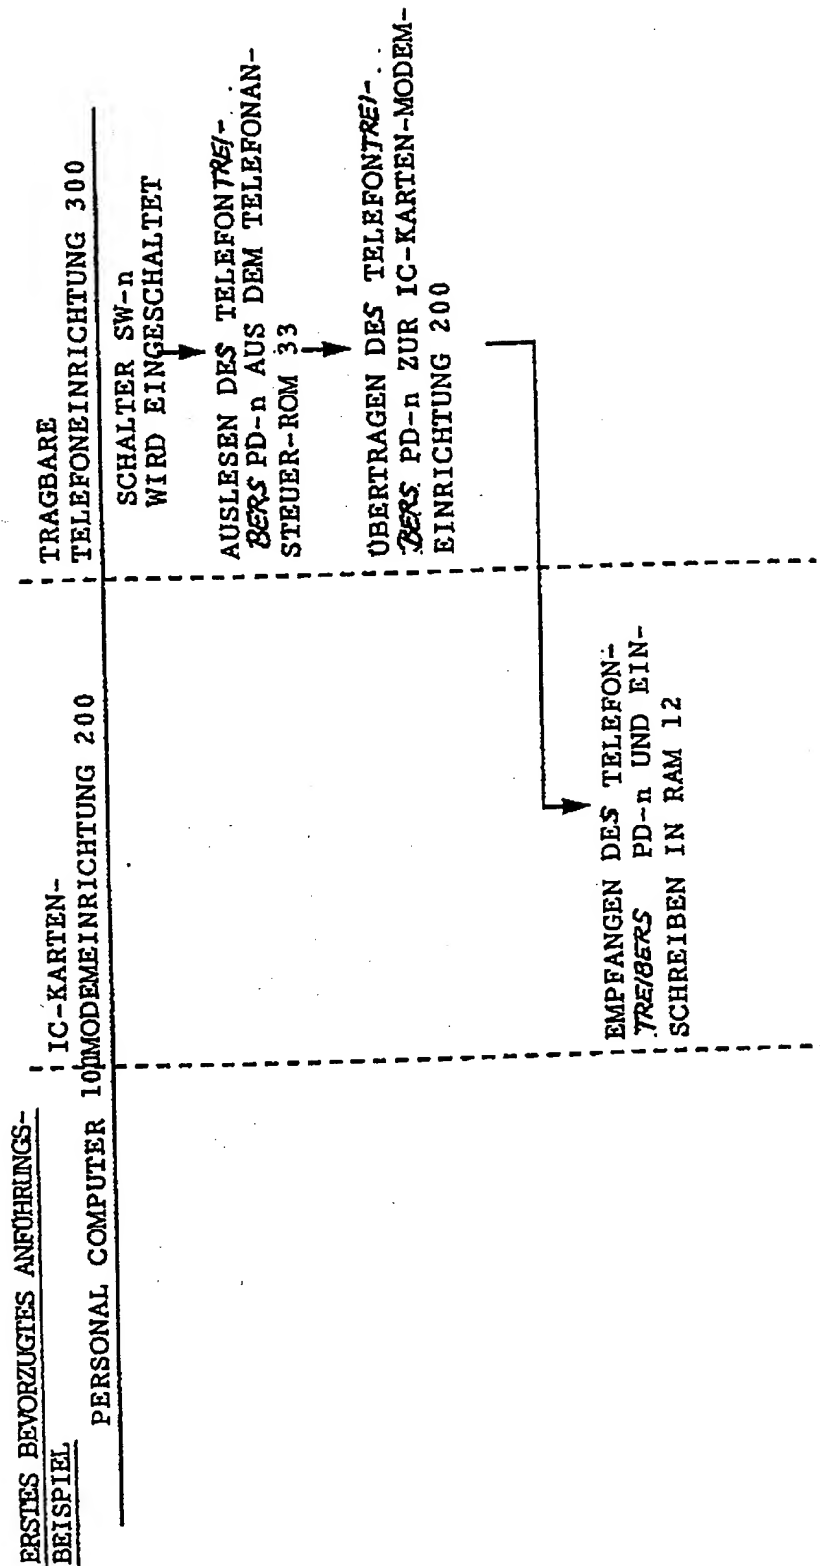 ERSTES BEVORZUGTES ANFÜHRUNGS-
BEISPIEL
PERSONAL COMPUTER 100
IC-KARTEN-
MODEMEINRICHTUNG 200
TRAGBARE
TELEFONEINRICHTUNG 300
SCHALTER SW-n
WIRD EINGESCHALTET
AUSLESEN DES TELEFONTREI-
BERS PD-n AUS DEM TELEFONAN-
STEUER-ROM 33
ÜBERTRAGEN DES TELEFONTREI-
BERS PD-n ZUR IC-KARTEN-MODEM-
EINRICHTUNG 200
EMPFANGEN DES TELEFON-
TREIBERS PD-n UND EIN-
SCHREIBEN IN RAM 12